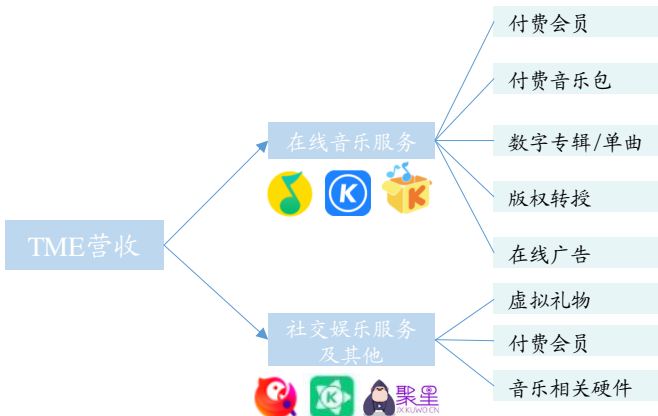 付费会员
付费音乐包
在线音乐服务
数字专辑/单曲
K
K
版权转授
TME营收
在线广告
虚拟礼物
社交娱乐服务
及其他
付费会员
K
聚星
JX.KUWO.CN
音乐相关硬件